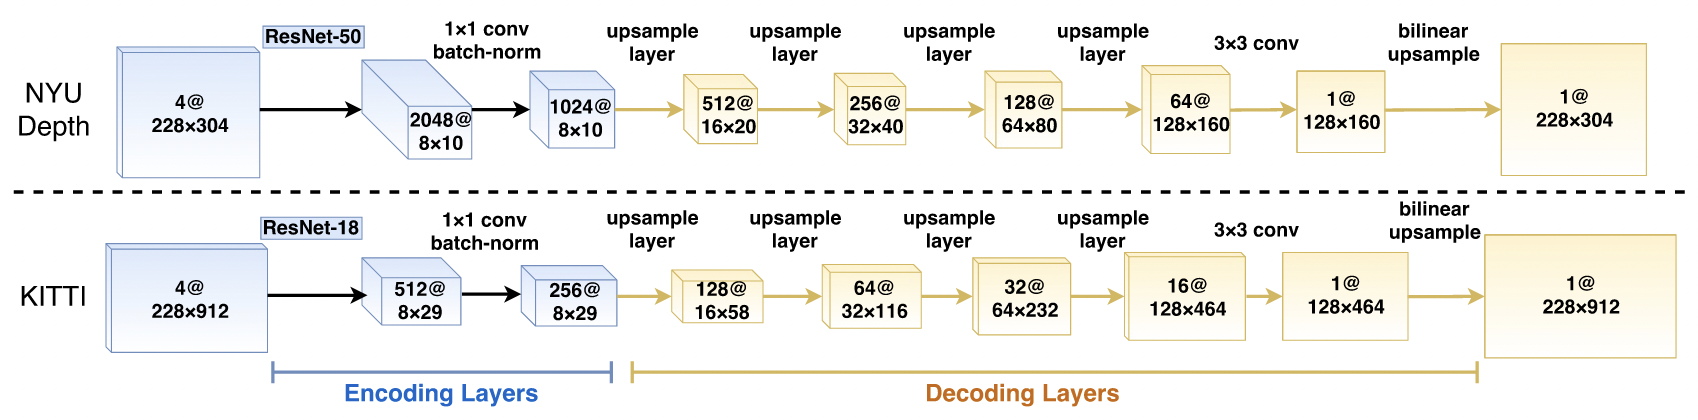 NYU
Depth
ResNet-50
1×1 conv
batch-norm
upsample
layer
upsample
layer
upsample
layer
upsample
layer
3×3 conv
bilinear
upsample
4@
228×304
2048@
8×10
1024@
8×10
512@
16×20
256@
32×40
128@
64×80
64@
128×160
1@
128×160
1@
228×304
KITTI
ResNet-18
1×1 conv
batch-norm
upsample
layer
upsample
layer
upsample
layer
upsample
layer
3×3 conv
bilinear
upsample
4@
228×912
512@
8×29
256@
8×29
128@
16×58
64@
32×116
32@
64×232
16@
128×464
1@
128×464
1@
228×912
Encoding Layers
Decoding Layers